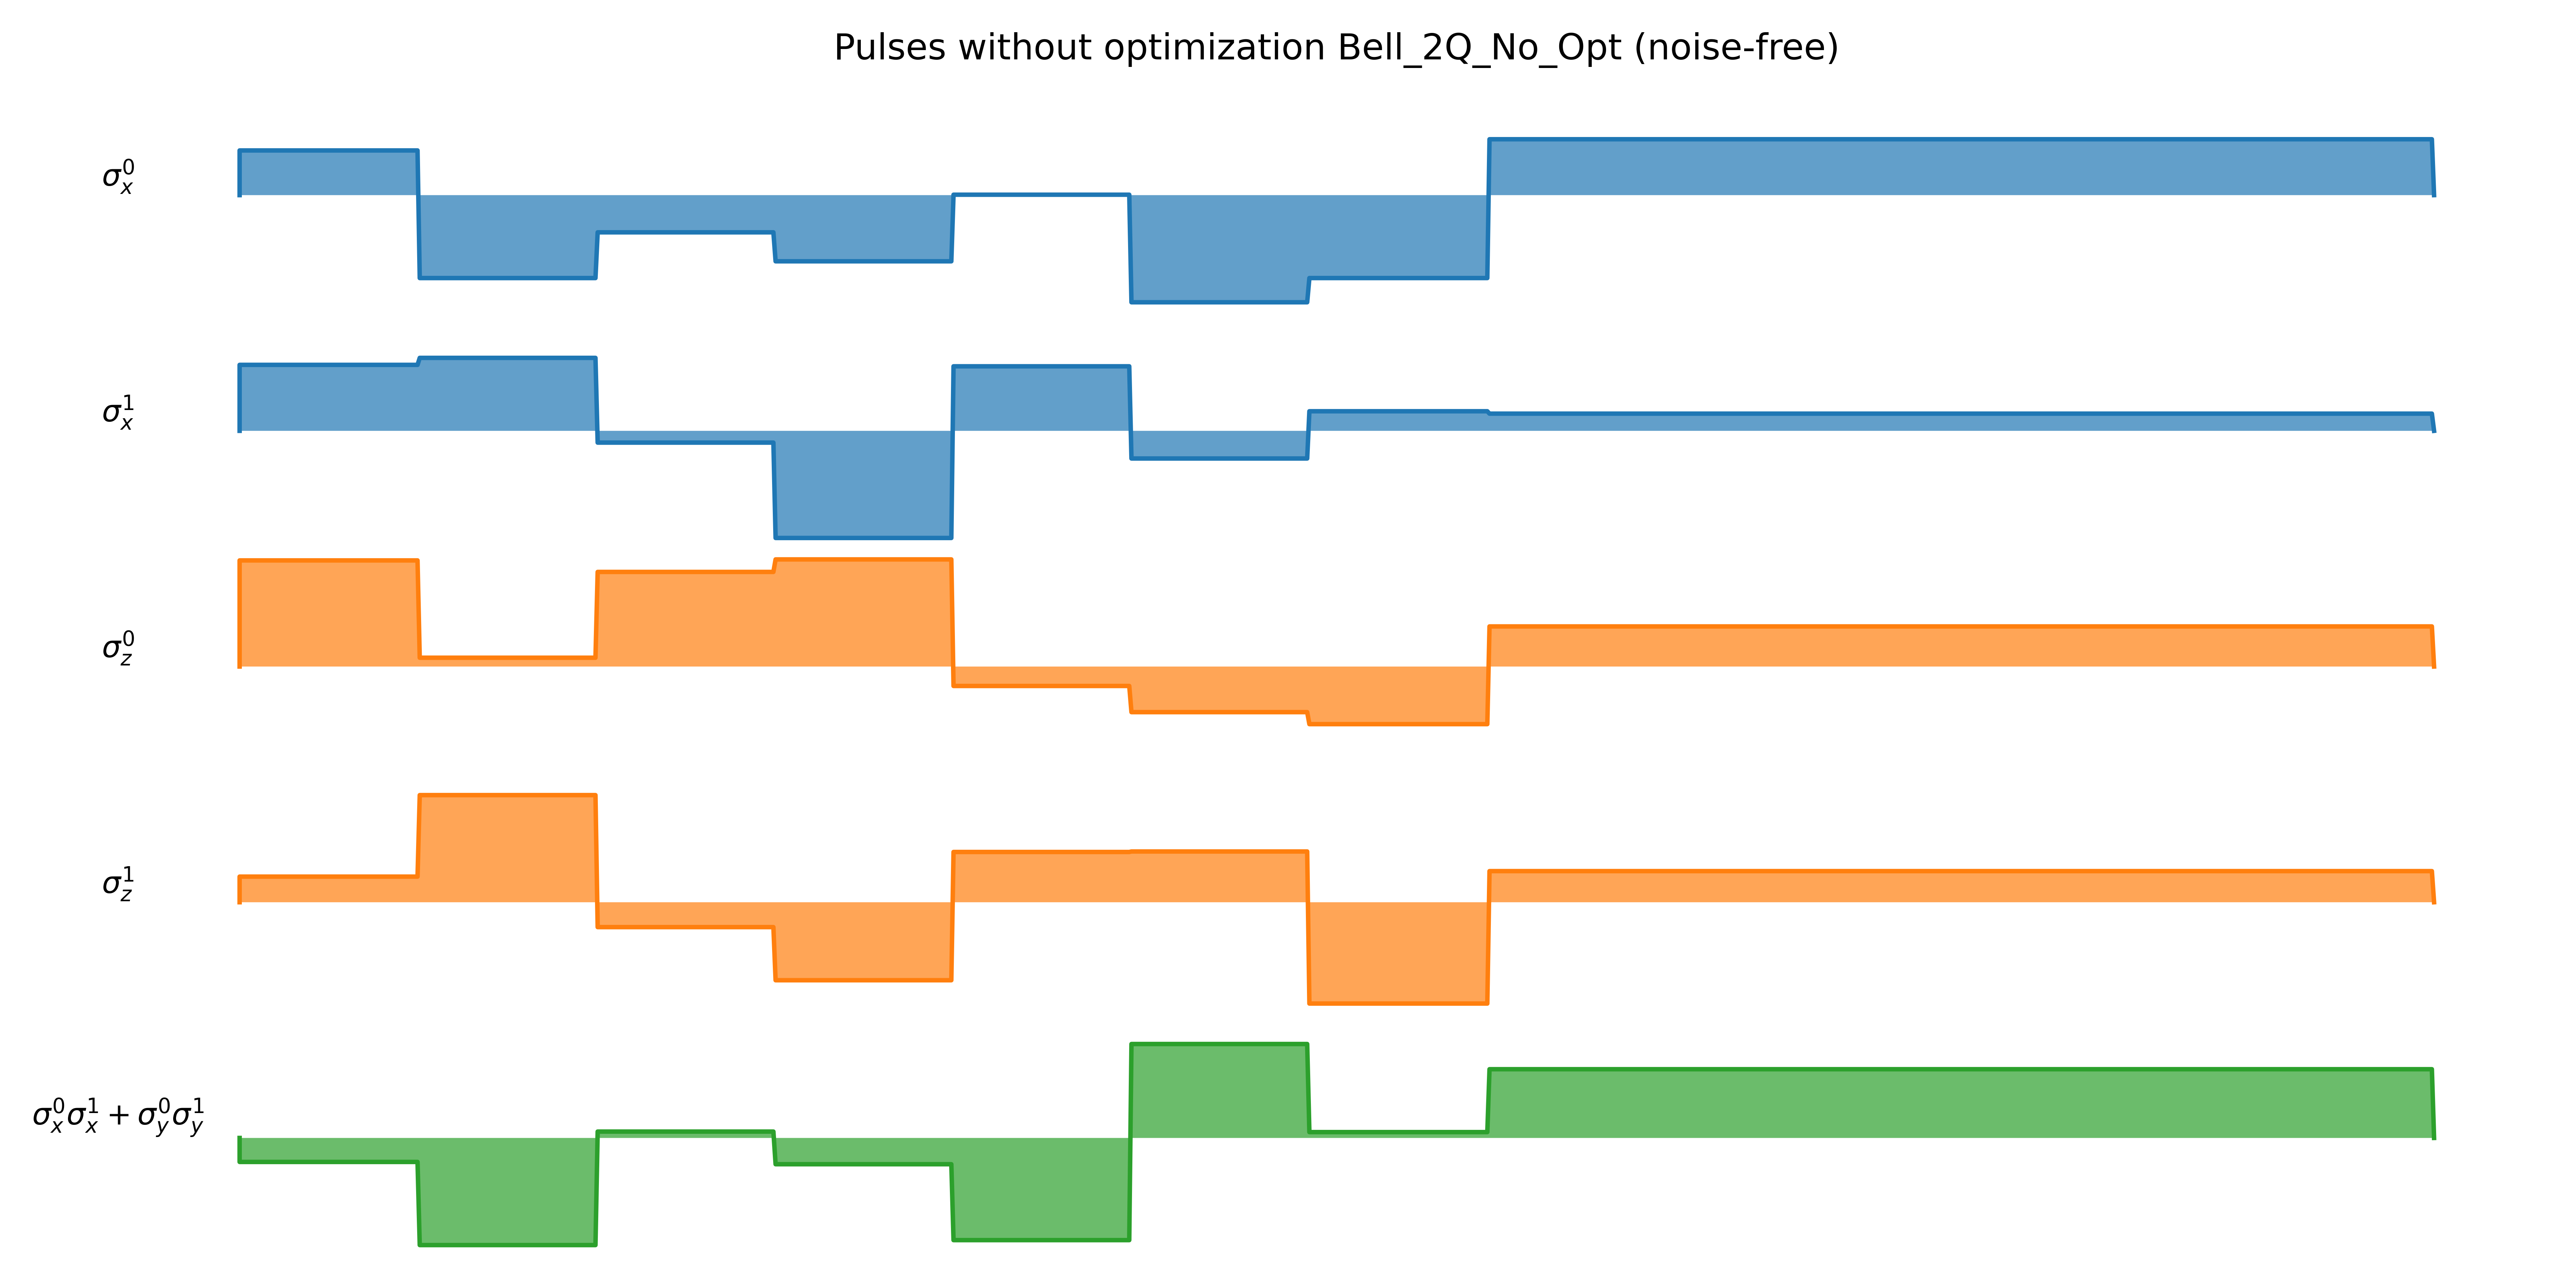 Pulses without optimization Bell_2Q_No_Opt (noise-free)
σ_x^0
σ_x^1
σ_z^0
σ_z^1
σ_x^0σ_x^1 + σ_y^0σ_y^1